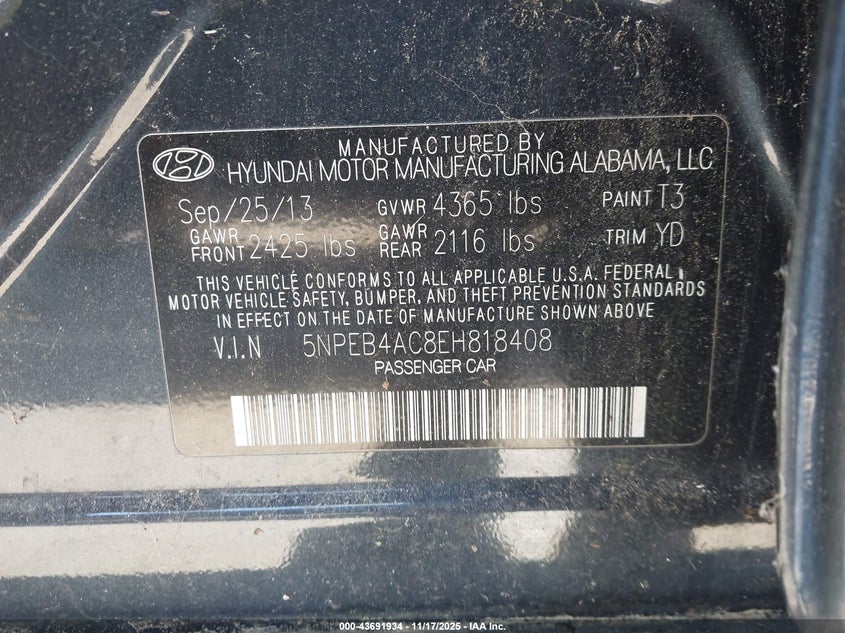 MANUFACTURED BY
HYUNDAI MOTOR MANUFACTURING ALABAMA, LLC
Sep/25/13 GVWR 4365 lbs PAINT T3
GAWR FRONT 2425 lbs GAWR REAR 2116 lbs TRIM YD
THIS VEHICLE CONFORMS TO ALL APPLICABLE U.S.A. FEDERAL
MOTOR VEHICLE SAFETY, BUMPER, AND THEFT PREVENTION STANDARDS
IN EFFECT ON THE DATE OF MANUFACTURE SHOWN ABOVE
V.I.N 5NPEB4AC8EH818408
PASSENGER CAR
000-43691934 - 11/17/2025 - IAA Inc.